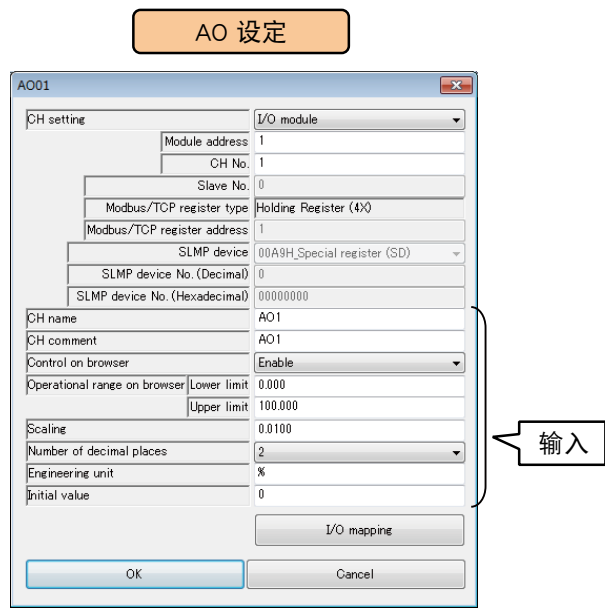 AO 设定
AO01
CH setting I/O module
Module address 1
CH No. 1
Slave No. 0
Modbus/TCP register type Holding Register (4X)
Modbus/TCP register address 1
SLMP device 00A9H_Special register (SD)
SLMP device No. (Decimal) 0
SLMP device No. (Hexadecimal) 00000000
CH name AO1
CH comment AO1
Control on browser Enable
Operational range on browser Lower limit 0.000
Upper limit 100.000
Scaling 0.0100
Number of decimal places 2
Engineering unit %
Initial value 0
输入
I/O mapping
OK Cancel